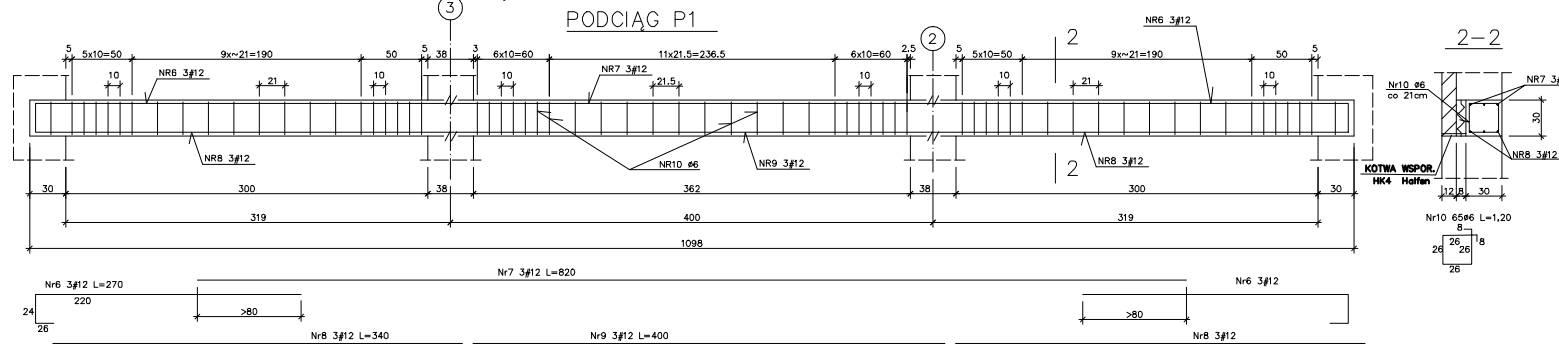 3
PODCIĄG P1
NR6 3#12
2
2
2-2
5
5x10=50
9x~21=190
50
5
38
3
6x10=60
11x21.5=236.5
6x10=60
2.5
5
5x10=50
9x~21=190
50
5
10
NR6 3#12
21
10
10
NR7 3#12
21.5
10
10
21
10
Nr10 ø6
co 21cm
NR7 3#
30
NR8 3#12
NR10 ø6
NR9 3#12
NR8 3#12
2
NR8 3#12
KOTWA WSPOR.
HK4 Halfen
30
300
38
362
38
300
30
12
8
30
319
400
319
1098
Nr10 65ø6 L=1,20
8
26
8
26
26
26
Nr7 3#12 L=820
Nr6 3#12 L=270
220
24
26
>80
Nr6 3#12
>80
Nr8 3#12 L=340
Nr9 3#12 L=400
Nr8 3#12